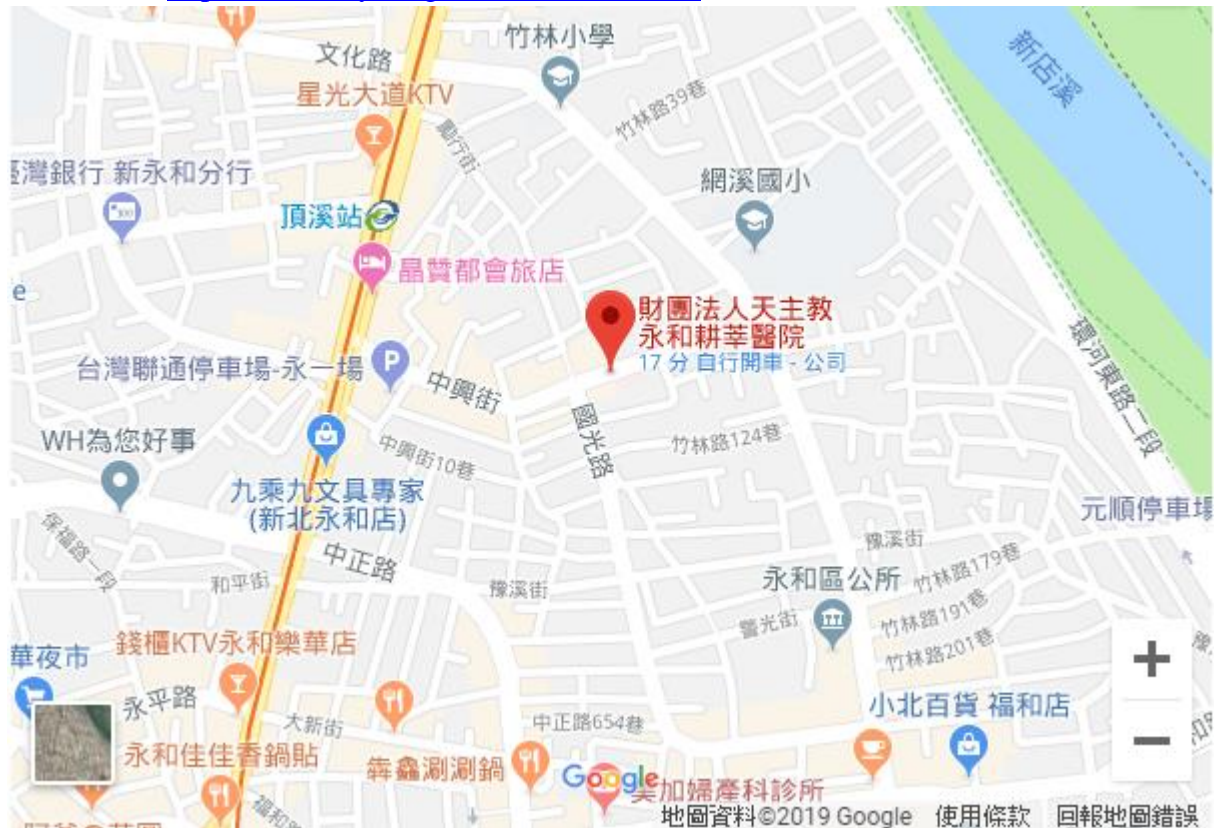 文化路
竹林小學
新店溪
星光大道KTV
竹林路39巷
勵行街
臺灣銀行 新永和分行
網溪國小
頂溪站
晶贊都會旅店
e
財團法人天主教
永和耕莘醫院
17 分 自行開車 - 公司
環河東路二段
台灣聯通停車場-永一場
P
中興街
國光路
WH為您好事
中興街10巷
竹林路124巷
九乘九文具專家
(新北永和店)
元順停車場
保福路一段
中正路
豫溪街
和平街
豫溪街
永和區公所
竹林路179巷
警光街
竹林路191巷
竹林路201巷
錢櫃KTV永和樂華店
華夜市
永平路
小北百貨 福和店
大新街
中正路654巷
永和佳佳香鍋貼
犇鱻涮涮鍋
Google
美加婦產科診所
地圖資料©2019 Google 使用條款 回報地圖錯誤